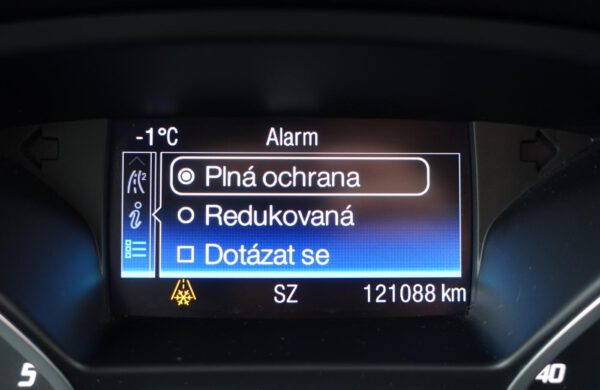 -1°C Alarm
Plná ochrana
Redukovaná
Dotázat se
SZ 121088 km
5 40